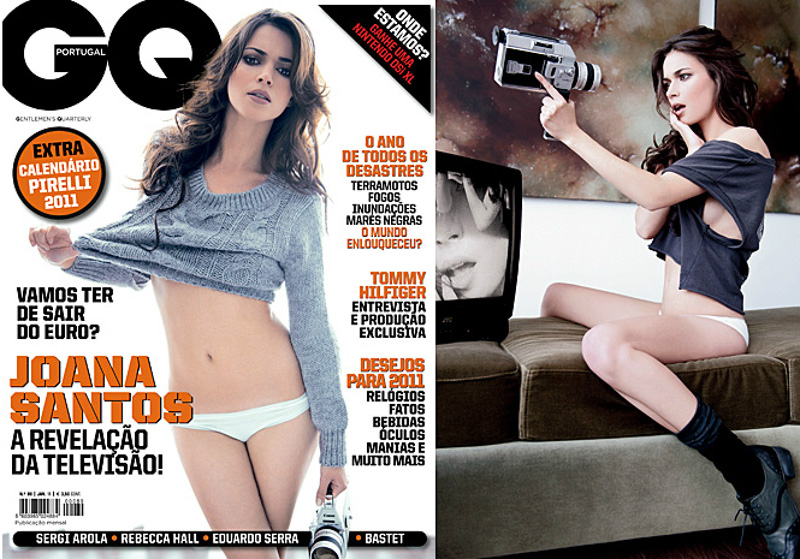 GQ
PORTUGAL
GENTLEMEN'S QUARTERLY
ONDE
ESTAMOS?
GANHE UMA
NINTENDO DSI XL
EXTRA
CALENDÁRIO
PIRELLI
2011
O ANO
DE TODOS OS
DESASTRES
TERRAMOTOS
FOGOS
INUNDAÇÕES
MARÉS NEGRAS
O MUNDO
ENLOUQUECEU?
VAMOS TER
DE SAIR
DO EURO?
TOMMY
HILFIGER
ENTREVISTA
E PRODUÇÃO
EXCLUSIVA
JOANA
SANTOS
A REVELAÇÃO
DA TELEVISÃO!
DESEJOS
PARA 2011
RELÓGIOS
FATOS
BEBIDAS
ÓCULOS
MANIAS E
MUITO MAIS
Publicação mensal
SERGI AROLA • REBECCA HALL • EDUARDO SERRA • BASTET